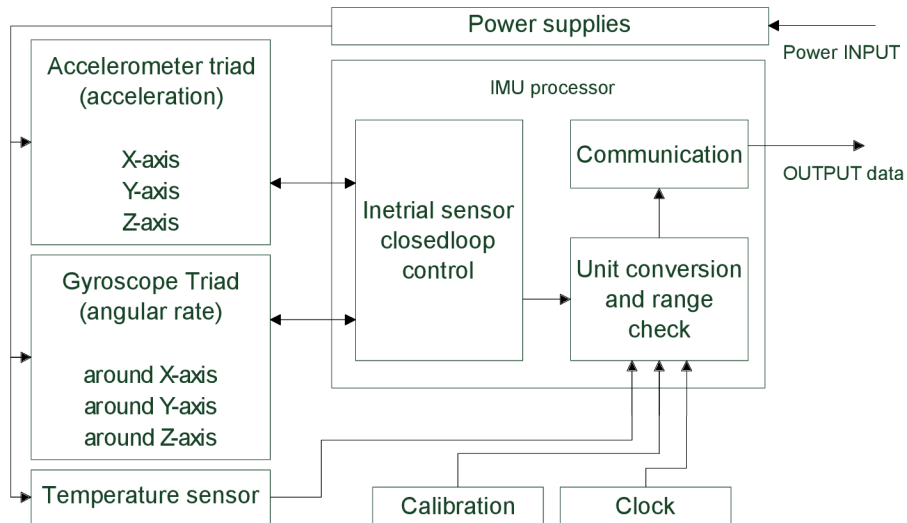 Power supplies
Power INPUT
Accelerometer triad
(acceleration)
X-axis
Y-axis
Z-axis
IMU processor
Communication
OUTPUT data
Inetrial sensor
closedloop
control
Gyroscope Triad
(angular rate)
around X-axis
around Y-axis
around Z-axis
Unit conversion
and range
check
Temperature sensor
Calibration
Clock